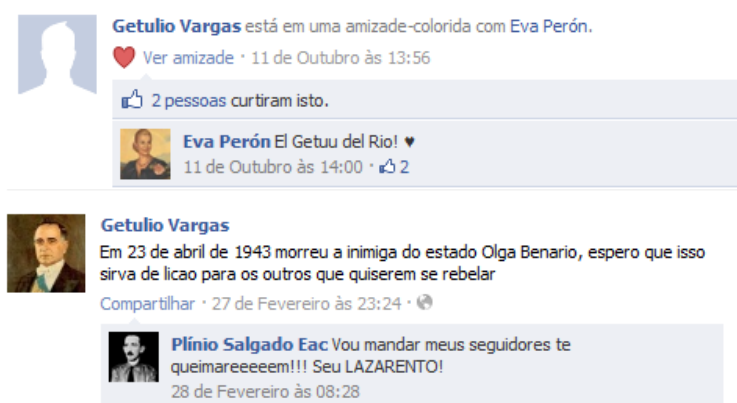 Getulio Vargas está em uma amizade-colorida com Eva Perón.
Ver amizade · 11 de Outubro às 13:56
2 pessoas curtiram isto.
Eva Perón El Getuu del Rio! ♥
11 de Outubro às 14:00 · 2
Getulio Vargas
Em 23 de abril de 1943 morreu a inimiga do estado Olga Benario, espero que isso
sirva de licao para os outros que quiserem se rebelar
Compartilhar · 27 de Fevereiro às 23:24 ·
Plínio Salgado Eac Vou mandar meus seguidores te
queimareeeeem!!! Seu LAZARENTO!
28 de Fevereiro às 08:28